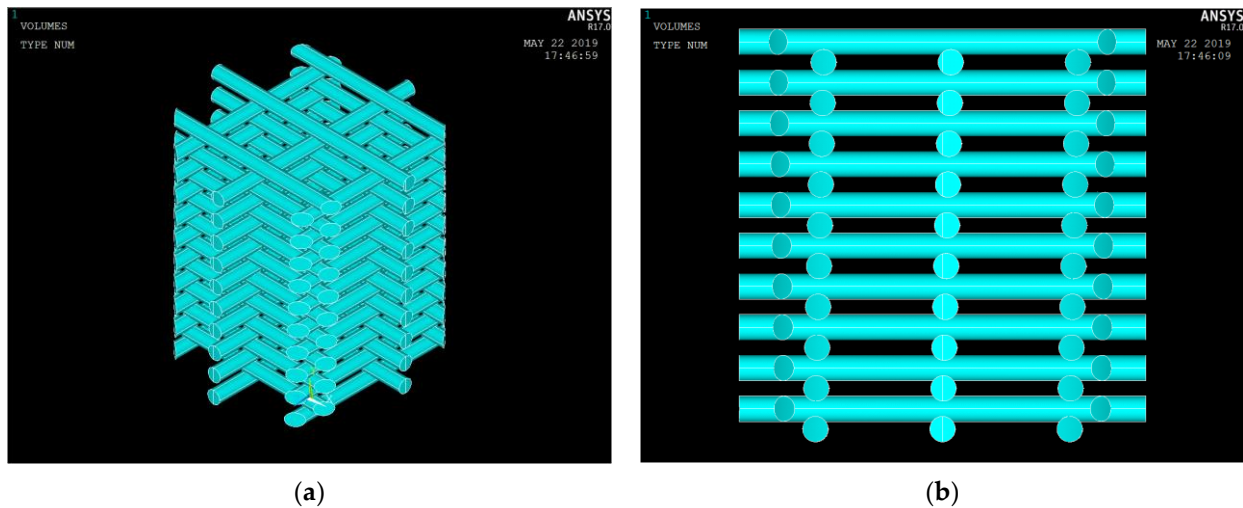 1
VOLUMES
TYPE NUM
ANSYS
R17.0
MAY 22 2019
17:46:59
1
VOLUMES
TYPE NUM
ANSYS
R17.0
MAY 22 2019
17:46:09
(a)
(b)